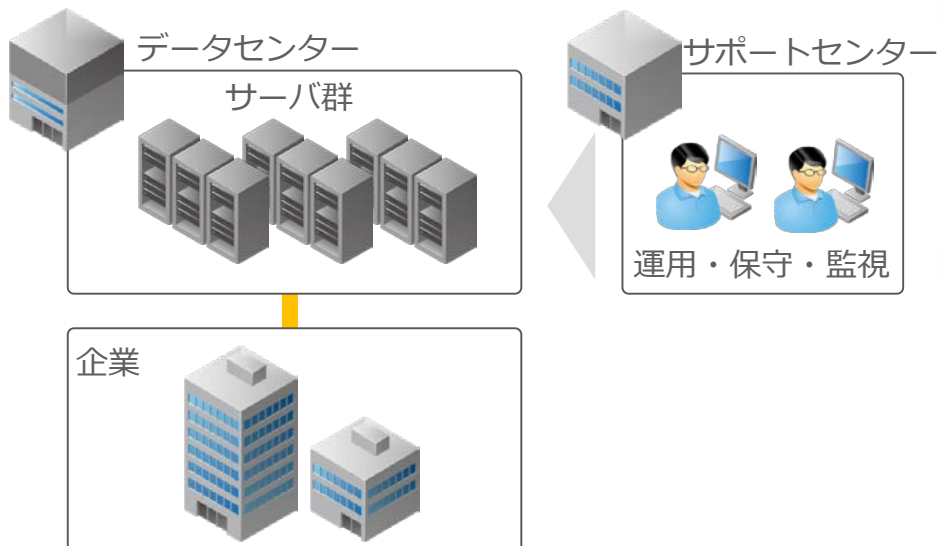 データセンター
サーバ群
サポートセンター
運用・保守・監視
企業